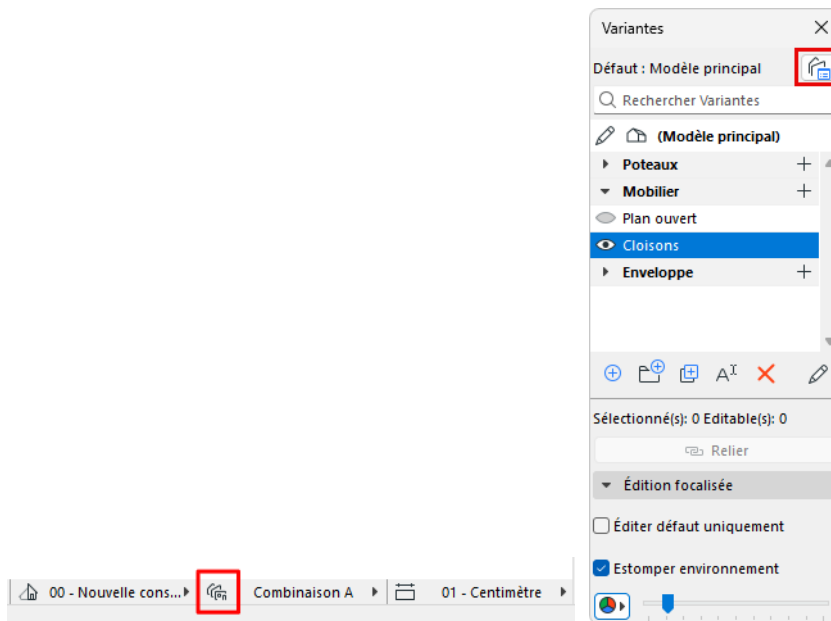 Variantes
Défaut : Modèle principal
Rechercher Variantes
(Modèle principal)
Poteaux
Mobilier
Plan ouvert
Cloisons
Enveloppe
Sélectionné(s): 0 Editable(s): 0
Relier
Édition focalisée
Éditer défaut uniquement
Estomper environnement
00 - Nouvelle cons... Combinaison A 01 - Centimètre